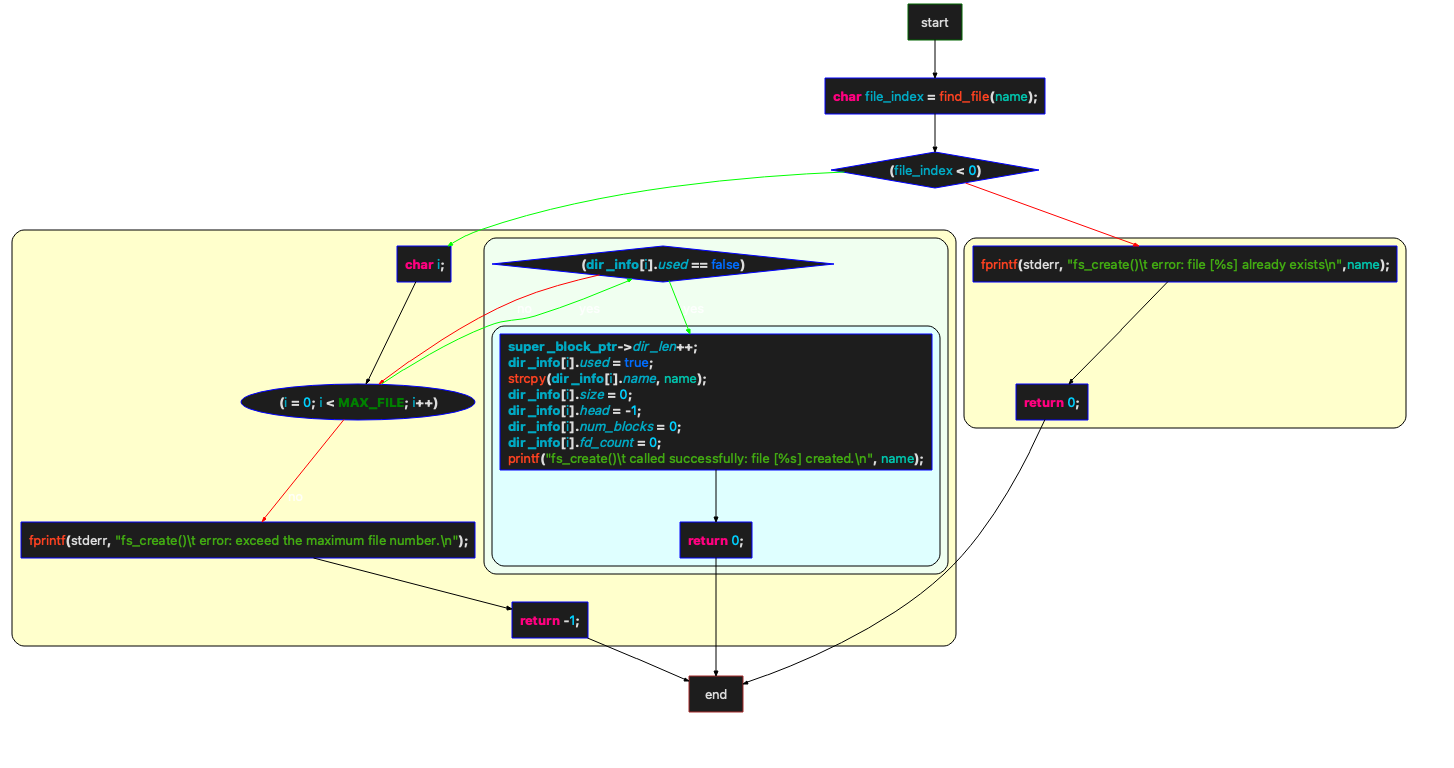 start
char file_index = find_file(name);
(file_index < 0)
char i;
(dir_info[i].used == false)
fprintf(stderr, "fs_create()\t error: file [%s] already exists\n",name);
super_block_ptr->dir_len++;
dir_info[i].used = true;
strcpy(dir_info[i].name, name);
dir_info[i].size = 0;
dir_info[i].head = -1;
dir_info[i].num_blocks = 0;
dir_info[i].fd_count = 0;
printf("fs_create()\t called successfully: file [%s] created.\n", name);
(i = 0; i < MAX_FILE; i++)
return 0;
fprintf(stderr, "fs_create()\t error: exceed the maximum file number.\n");
return 0;
return -1;
end